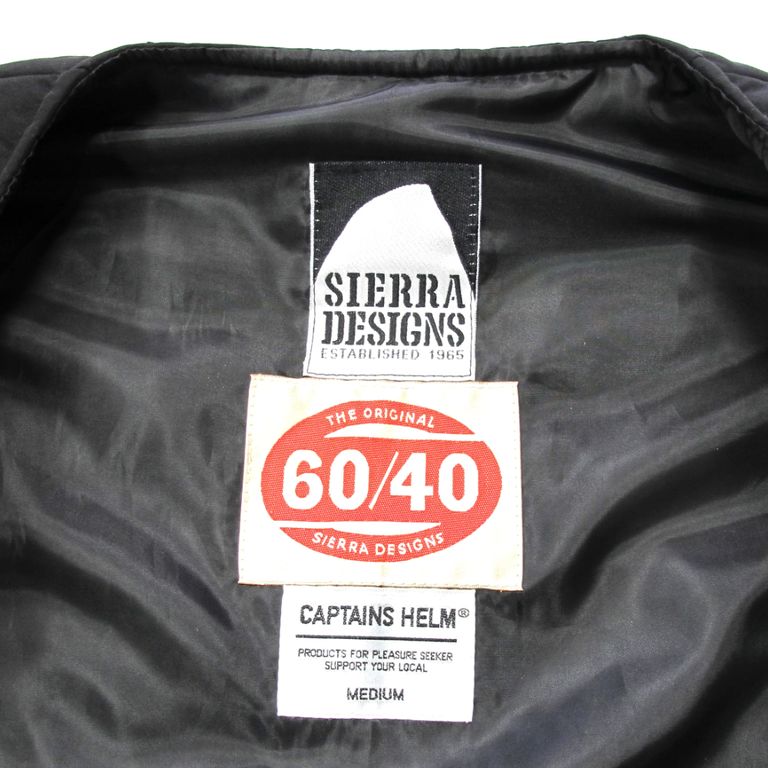 SIERRA
DESIGNS
ESTABLISHED 1965
THE ORIGINAL
60/40
SIERRA DESIGNS
CAPTAINS HELM®
PRODUCTS FOR PLEASURE SEEKER
SUPPORT YOUR LOCAL
MEDIUM